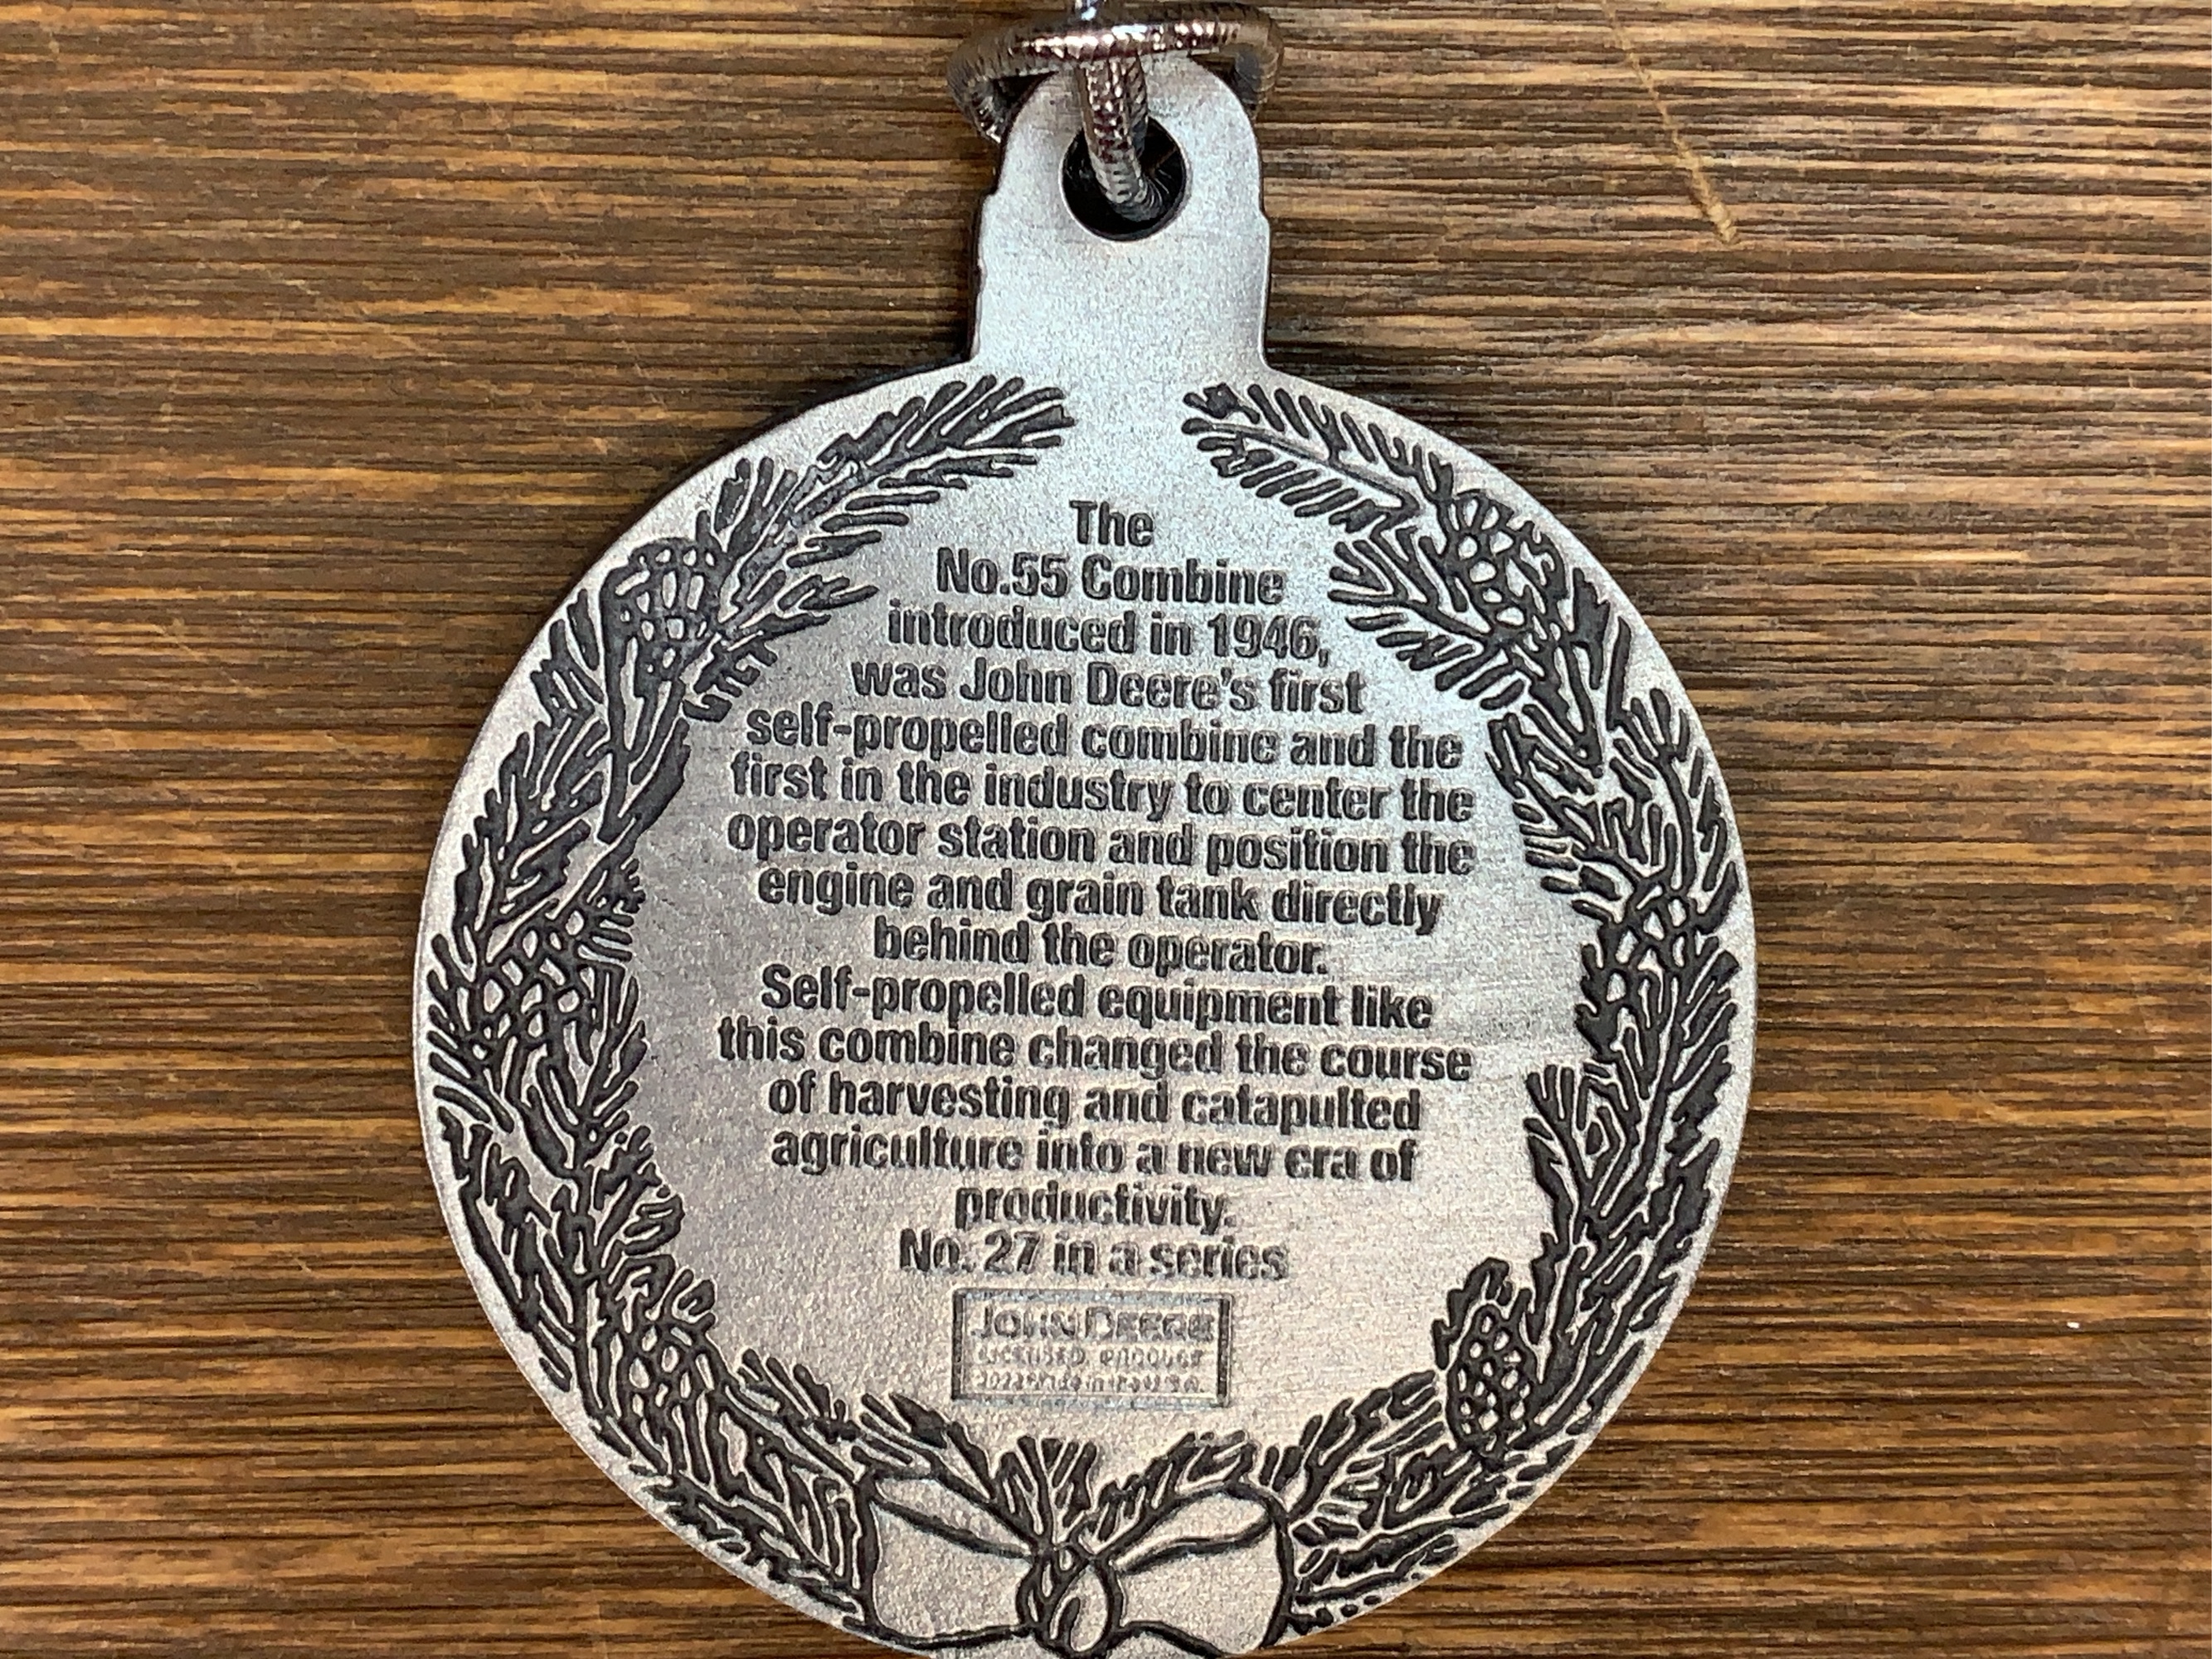 The
No.55 Combine
introduced in 1946,
was John Deere's first
self-propelled combine and the
first in the industry to center the
operator station and position the
engine and grain tank directly
behind the operator.
Self-propelled equipment like
this combine changed the course
of harvesting and catapulted
agriculture into a new era of
productivity.
No. 27 in a series
JOHN DEERE
LICENSED PRODUCT